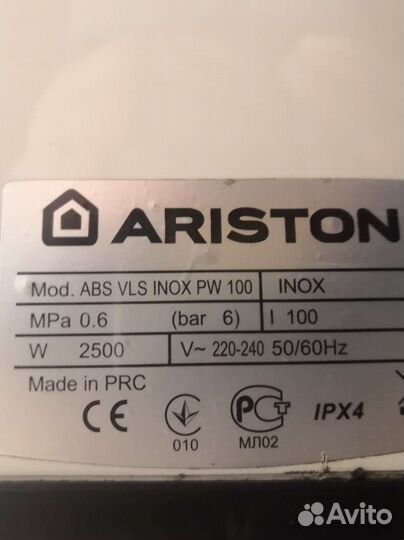 ARISTON
Mod. ABS VLS INOX PW 100 INOX
MPa 0.6 (bar 6) l 100
W 2500 V~ 220-240 50/60Hz
Made in PRC
CE 010 РСТ МЛ02 IPX4
Avito